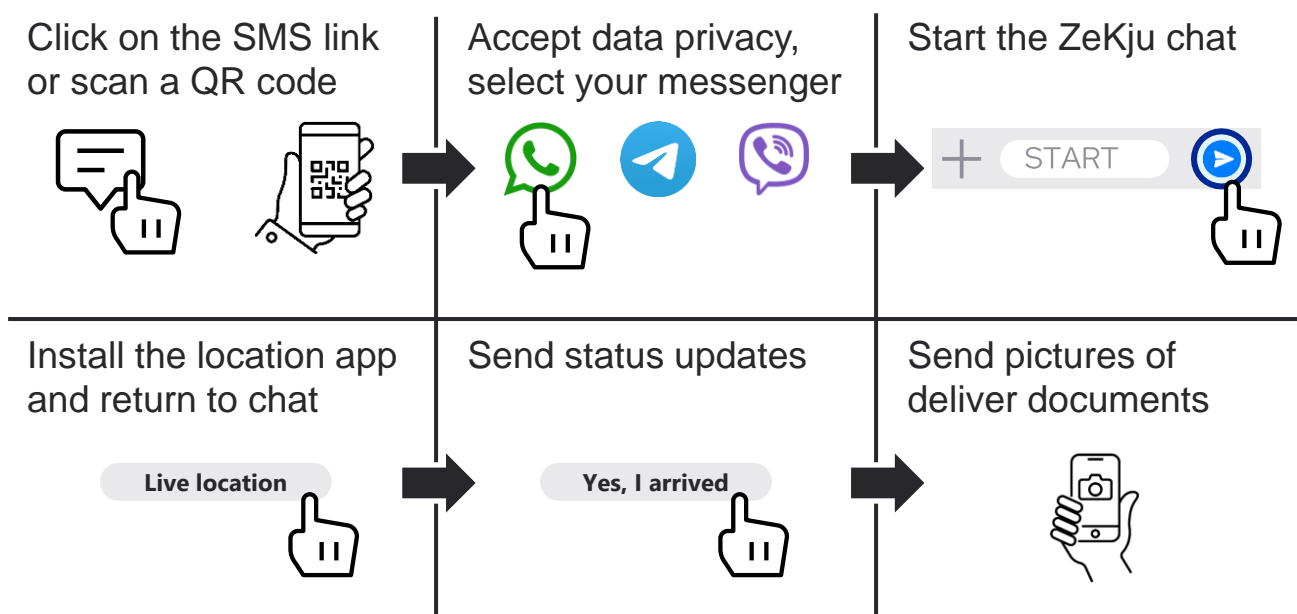 Click on the SMS link
or scan a QR code
Accept data privacy,
select your messenger
Start the ZeKju chat
START
Install the location app
and return to chat
Live location
Send status updates
Yes, I arrived
Send pictures of
deliver documents